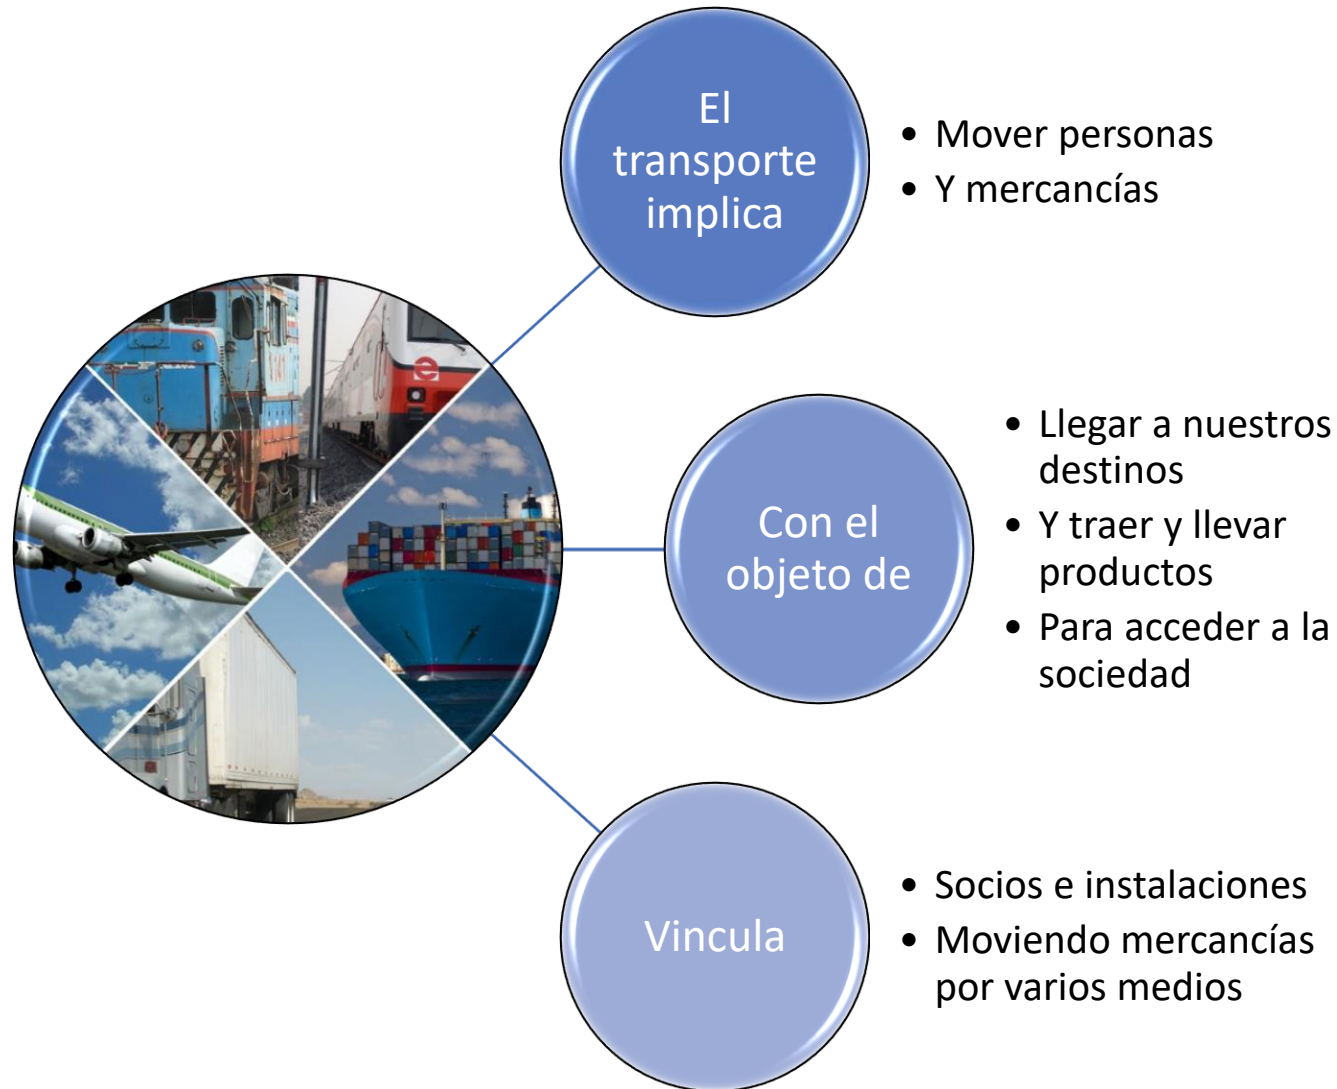 El
transporte
implica
• Mover personas
• Y mercancías
Con el
objeto de
• Llegar a nuestros
destinos
• Y traer y llevar
productos
• Para acceder a la
sociedad
Vincula
• Socios e instalaciones
• Moviendo mercancías
por varios medios
1141
e